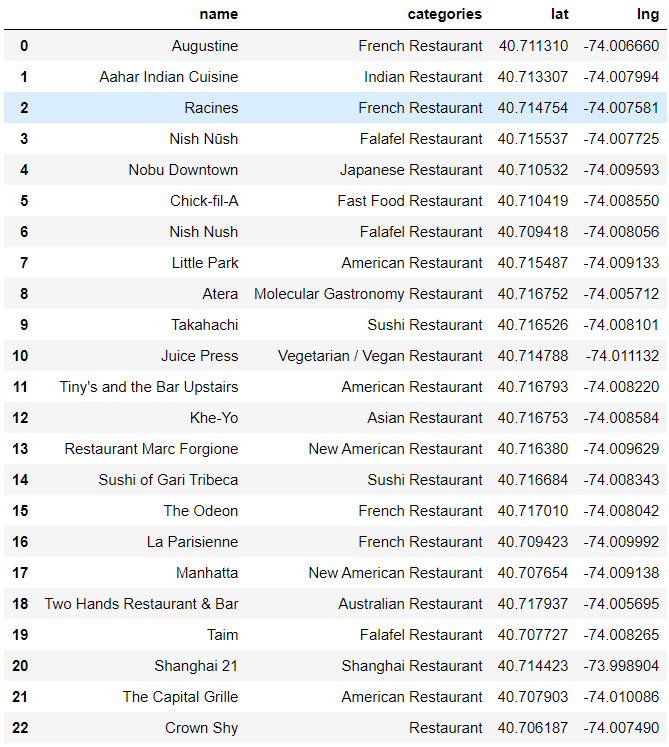 name categories lat lng
0 Augustine French Restaurant 40.711310 -74.006660
1 Aahar Indian Cuisine Indian Restaurant 40.713307 -74.007994
2 Racines French Restaurant 40.714754 -74.007581
3 Nish Nūsh Falafel Restaurant 40.715537 -74.007725
4 Nobu Downtown Japanese Restaurant 40.710532 -74.009593
5 Chick-fil-A Fast Food Restaurant 40.710419 -74.008550
6 Nish Nush Falafel Restaurant 40.709418 -74.008056
7 Little Park American Restaurant 40.715487 -74.009133
8 Atera Molecular Gastronomy Restaurant 40.716752 -74.005712
9 Takahachi Sushi Restaurant 40.716526 -74.008101
10 Juice Press Vegetarian / Vegan Restaurant 40.714788 -74.011132
11 Tiny's and the Bar Upstairs American Restaurant 40.716793 -74.008220
12 Khe-Yo Asian Restaurant 40.716753 -74.008584
13 Restaurant Marc Forgione New American Restaurant 40.716380 -74.009629
14 Sushi of Gari Tribeca Sushi Restaurant 40.716684 -74.008343
15 The Odeon French Restaurant 40.717010 -74.008042
16 La Parisienne French Restaurant 40.709423 -74.009992
17 Manhatta New American Restaurant 40.707654 -74.009138
18 Two Hands Restaurant & Bar Australian Restaurant 40.717937 -74.005695
19 Taim Falafel Restaurant 40.707727 -74.008265
20 Shanghai 21 Shanghai Restaurant 40.714423 -73.998904
21 The Capital Grille American Restaurant 40.707903 -74.010086
22 Crown Shy Restaurant 40.706187 -74.007490